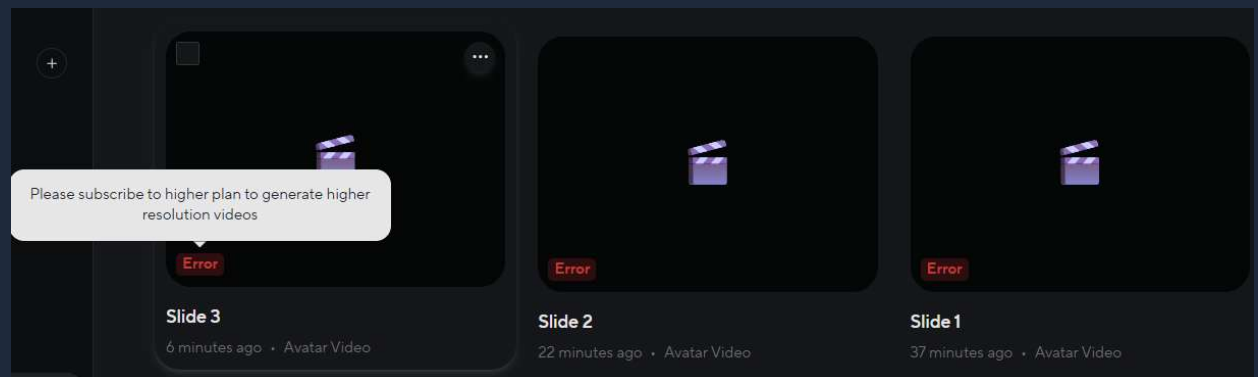 +
...
Please subscribe to higher plan to generate higher
resolution videos
Error
Error
Error
Slide 3
6 minutes ago • Avatar Video
Slide 2
22 minutes ago • Avatar Video
Slide 1
37 minutes ago • Avatar Video